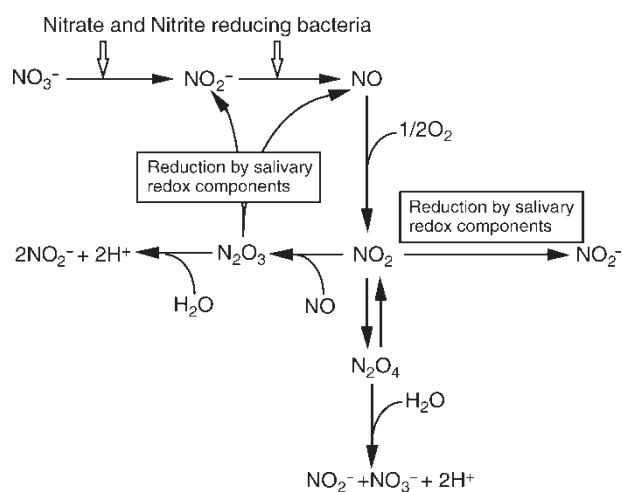 Nitrate and Nitrite reducing bacteria
NO₃⁻ NO₂⁻ NO
1/2O₂
Reduction by salivary
redox components
Reduction by salivary
redox components
2NO₂⁻ + 2H⁺ N₂O₃ NO₂ NO₂⁻
H₂O NO
N₂O₄
H₂O
NO₂⁻ +NO₃⁻ + 2H⁺